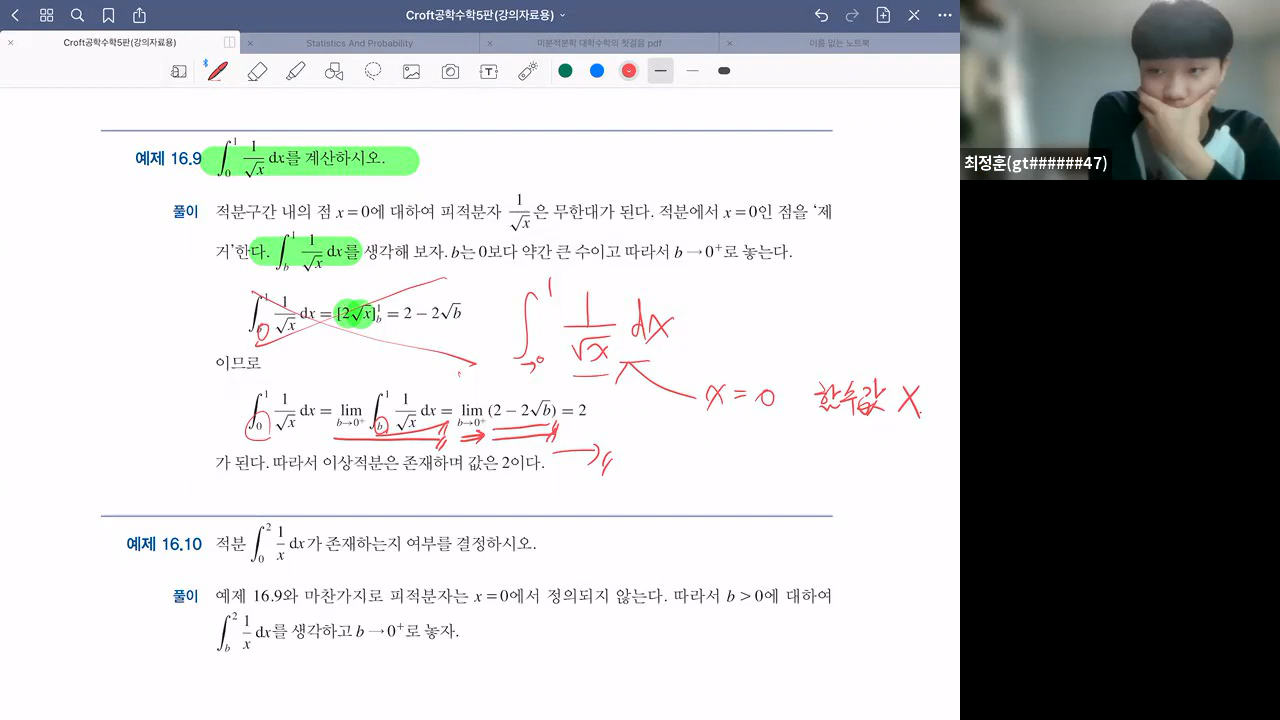 Croft공학수학5판(강의자료용)
Croft공학수학5판(강의자료용)
Statistics And Probability
미분적분학 대학수학의 첫걸음 pdf
이름 없는 노트북
예제 16.9 ∫₀¹ 1/√x dx를 계산하시오.
풀이 적분구간 내의 점 x=0에 대하여 피적분자 1/√x은 무한대가 된다. 적분에서 x=0인 점을 ‘제
거’한다. ∫_b¹ 1/√x dx를 생각해 보자. b는 0보다 약간 큰 수이고 따라서 b→0⁺로 놓는다.
1/√x dx = [2√x]_b¹ = 2 − 2√b
∫_{→0}¹ 1/√x dx
이므로
x = 0 함수값 X
∫₀¹ 1/√x dx = lim_{b→0⁺} ∫_b¹ 1/√x dx = lim_{b→0⁺} (2 − 2√b) = 2
가 된다. 따라서 이상적분은 존재하며 값은 2이다.
예제 16.10 적분 ∫₀² 1/x dx가 존재하는지 여부를 결정하시오.
풀이 예제 16.9와 마찬가지로 피적분자는 x=0에서 정의되지 않는다. 따라서 b>0에 대하여
∫_b² 1/x dx를 생각하고 b→0⁺로 놓자.
최정훈(gt######47)